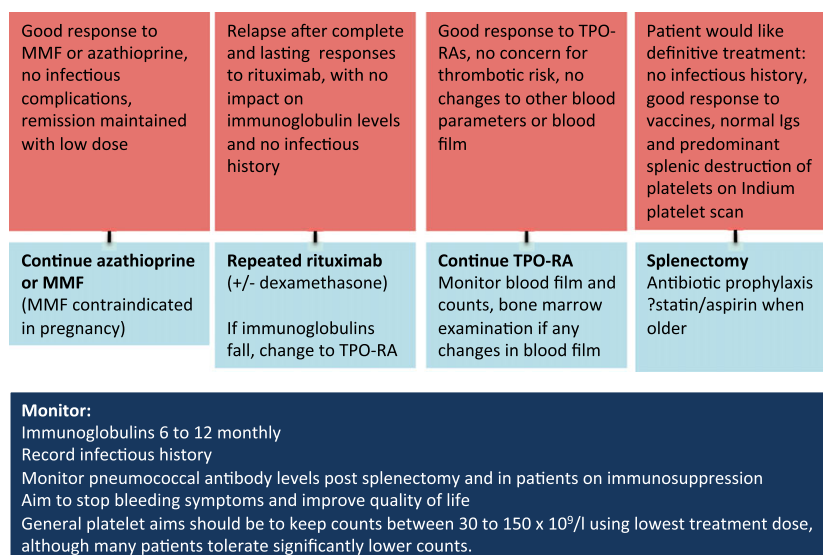 Good response to
MMF or azathioprine,
no infectious
complications,
remission maintained
with low dose
Relapse after complete
and lasting responses
to rituximab, with no
impact on
immunoglobulin levels
and no infectious
history
Good response to TPO-
RAs, no concern for
thrombotic risk, no
changes to other blood
parameters or blood
film
Patient would like
definitive treatment:
no infectious history,
good response to
vaccines, normal Igs
and predominant
splenic destruction of
platelets on Indium
platelet scan
Continue azathioprine
or MMF
(MMF contraindicated
in pregnancy)
Repeated rituximab
(+/- dexamethasone)
If immunoglobulins
fall, change to TPO-RA
Continue TPO-RA
Monitor blood film and
counts, bone marrow
examination if any
changes in blood film
Splenectomy
Antibiotic prophylaxis
?statin/aspirin when
older
Monitor:
Immunoglobulins 6 to 12 monthly
Record infectious history
Monitor pneumococcal antibody levels post splenectomy and in patients on immunosuppression
Aim to stop bleeding symptoms and improve quality of life
General platelet aims should be to keep counts between 30 to 150 x 10⁹/l using lowest treatment dose,
although many patients tolerate significantly lower counts.